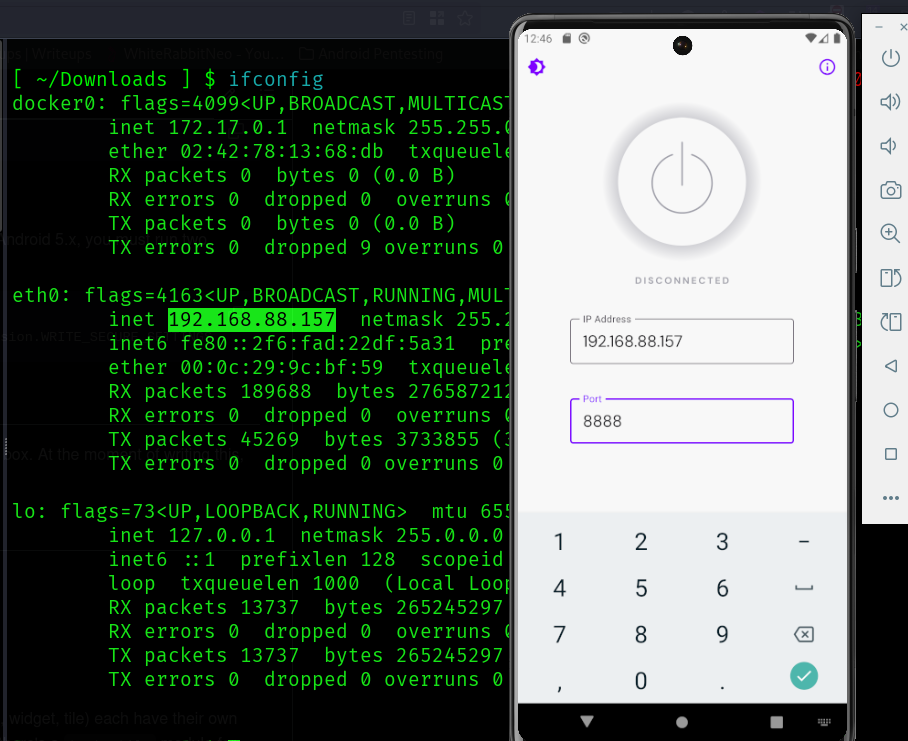 os | Writeups
WhiteRabbitNeo - You
Android Pentesting
[ ~/Downloads ] $ ifconfig
docker0: flags=4099<UP,BROADCAST,MULTICAST
inet 172.17.0.1 netmask 255.255.0
ether 02:42:78:13:68:db txqueuele
RX packets 0 bytes 0 (0.0 B)
RX errors 0 dropped 0 overruns 0
TX packets 0 bytes 0 (0.0 B)
TX errors 0 dropped 9 overruns 0
Android 5.x, you
eth0: flags=4163<UP,BROADCAST,RUNNING,MULT
inet 192.168.88.157 netmask 255.2
sion.WRITE_SE
inet6 fe80::2f6:fad:22df:5a31 pre
ether 00:0c:29:9c:bf:59 txqueuele
RX packets 189688 bytes 276587212
RX errors 0 dropped 0 overruns 0
TX packets 45269 bytes 3733855 (3
box. At the moment of writing th
TX errors 0 dropped 0 overruns 0
lo: flags=73<UP,LOOPBACK,RUNNING> mtu 655
inet 127.0.0.1 netmask 255.0.0.0
inet6 ::1 prefixlen 128 scopeid
loop txqueuelen 1000 (Local Loop
RX packets 13737 bytes 265245297
RX errors 0 dropped 0 overruns 0
TX packets 13737 bytes 265245297
TX errors 0 dropped 0 overruns 0
, widget, tile) each have their own
12:46
DISCONNECTED
IP Address
192.168.88.157
Port
8888
1 2 3 -
4 5 6
7 8 9
, 0 .